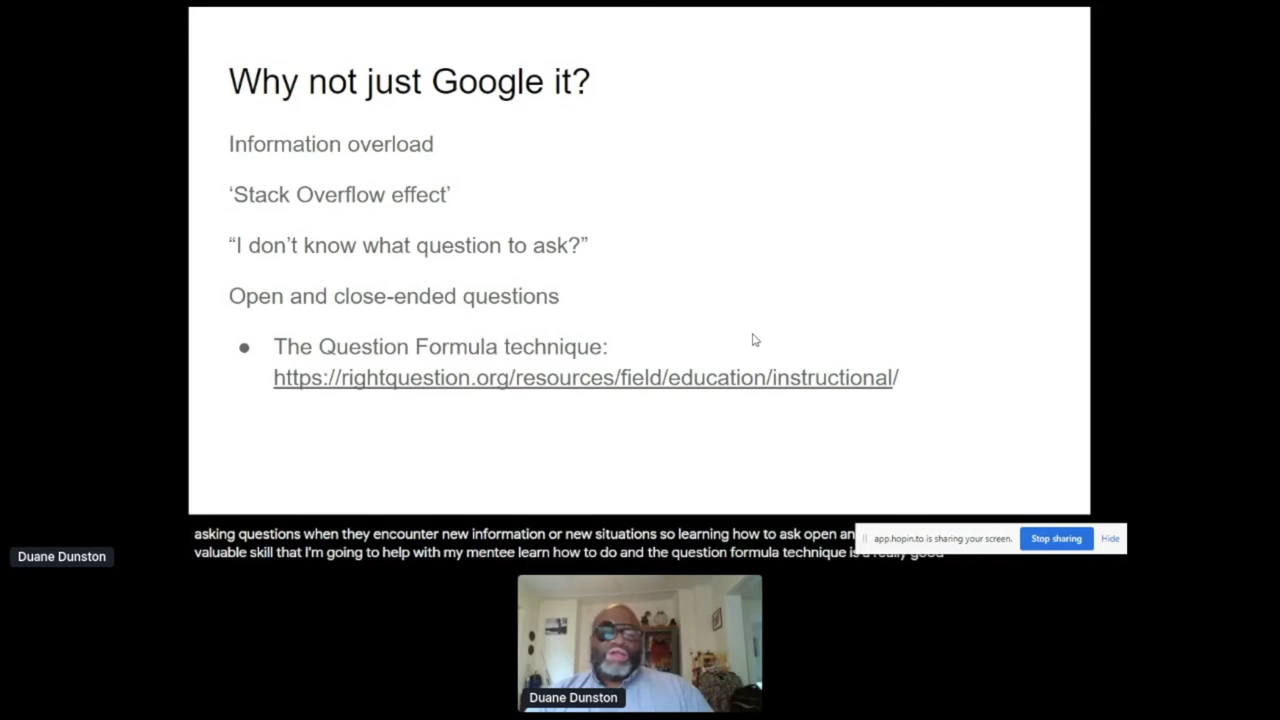 Why not just Google it?
Information overload
‘Stack Overflow effect’
“I don’t know what question to ask?”
Open and close-ended questions
● The Question Formula technique:
https://rightquestion.org/resources/field/education/instructional/
asking questions when they encounter new information or new situations so learning how to ask open an
valuable skill that I'm going to help with my mentee learn how to do and the question formula technique is a really good
app.hopin.to is sharing your screen.
Stop sharing
Hide
Duane Dunston
Duane Dunston